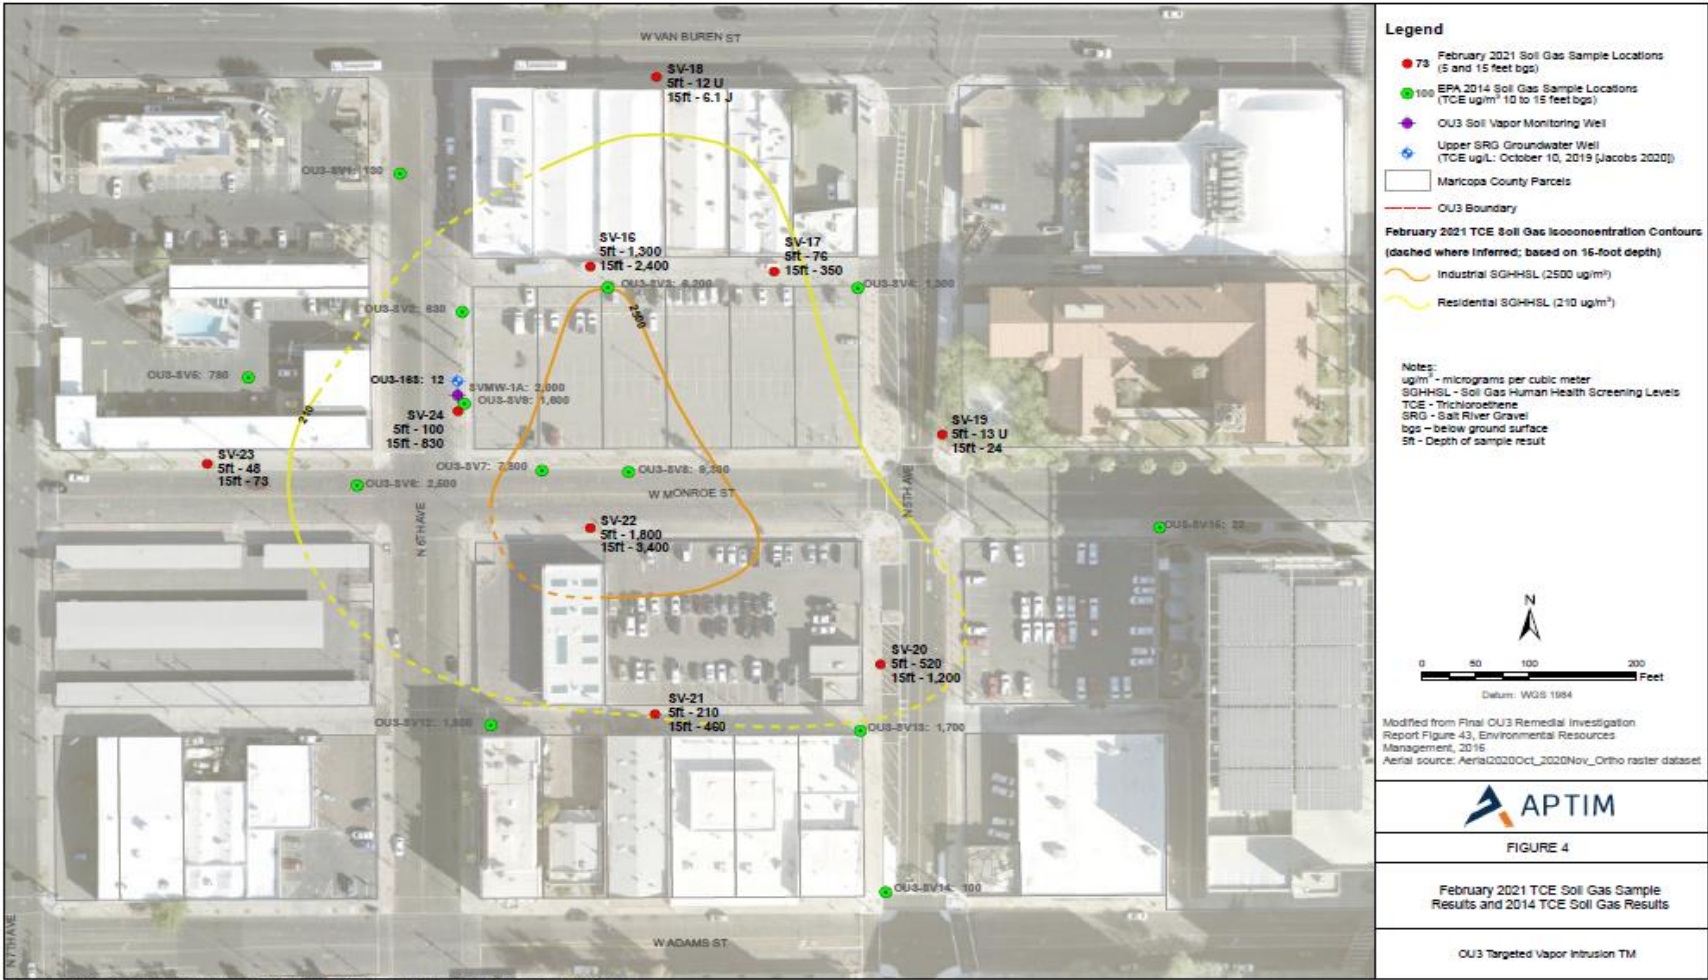 W VAN BUREN ST
SV-18
5ft - 12 U
15ft - 6.1 J
OU3-SV1: 130
SV-16
5ft - 1,300
15ft - 2,400
SV-17
5ft - 76
15ft - 350
OU3-SV3: 6,200
OU3-SV4: 1,300
OU3-SV2: 630
2500
OU3-SV5: 780
OU3-16S: 12
SVMW-1A: 2,000
OU3-SV9: 1,600
SV-24
5ft - 100
15ft - 830
210
SV-19
5ft - 13 U
15ft - 24
SV-23
5ft - 48
15ft - 73
OU3-SV7: 7,300
OU3-SV8: 9,300
OU3-SV6: 2,500
W MONROE ST
N 5TH AVE
N 6TH AVE
SV-22
5ft - 1,800
15ft - 3,400
OU3-SV15: 22
SV-20
5ft - 520
15ft - 1,200
SV-21
5ft - 210
15ft - 460
OU3-SV12:
OU3-SV13: 1,700
OU3-SV14: 100
N 7TH AVE
W ADAMS ST
Legend
73 February 2021 Soil Gas Sample Locations
(5 and 15 feet bgs)
100 EPA 2014 Soil Gas Sample Locations
(TCE ug/m³ 10 to 15 feet bgs)
OU3 Soil Vapor Monitoring Well
Upper SRG Groundwater Well
(TCE ug/L: October 10, 2019 [Jacobs 2020])
Maricopa County Parcels
OU3 Boundary
February 2021 TCE Soil Gas Isoconcentration Contours
(dashed where inferred; based on 15-foot depth)
Industrial SGHHSL (2500 ug/m³)
Residential SGHHSL (210 ug/m³)
Notes:
ug/m³ - micrograms per cubic meter
SGHHSL - Soil Gas Human Health Screening Levels
TCE - Trichloroethene
SRG - Salt River Gravel
bgs – below ground surface
5ft - Depth of sample result
N
0 50 100 200
Feet
Datum: WGS 1984
Modified from Final OU3 Remedial Investigation
Report Figure 43, Environmental Resources
Management, 2016
Aerial source: Aerial2020Oct_2020Nov_Ortho raster dataset
APTIM
FIGURE 4
February 2021 TCE Soil Gas Sample
Results and 2014 TCE Soil Gas Results
OU3 Targeted Vapor Intrusion TM